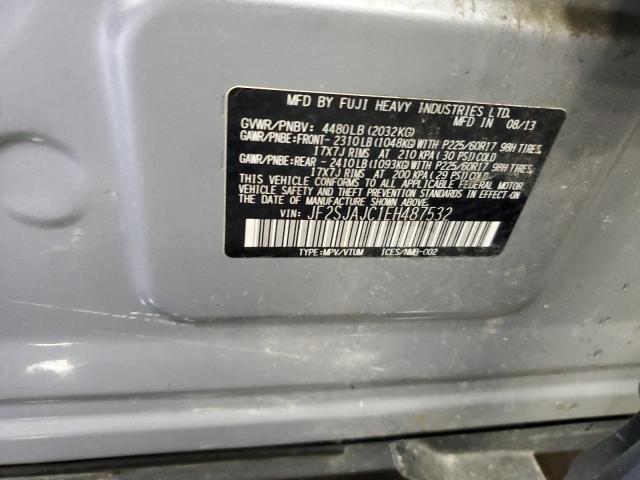 MFD BY FUJI HEAVY INDUSTRIES LTD.
MFD IN 08/13
GVWR/PNBV: 4480LB(2032KG)
GAWR/PNBE:FRONT-2310LB(1048KG)WITH P225/60R17 98H TIRES,
17X7J RIMS AT 210 KPA(30 PSI)COLD
GAWR/PNBE:REAR -2410LB(1093KG)WITH P225/60R17 98H TIRES,
17X7J RIMS AT 200 KPA(29 PSI)COLD
THIS VEHICLE CONFORMS TO ALL APPLICABLE FEDERAL MOTOR
VEHICLE SAFETY AND BUMPER STANDARDS IN EFFECT ON
THE DATE OF MANUFACTURE SHOWN ABOVE.
VIN: JF2SJAJC1EH487532
TYPE:MPV/VTUM ICES/NMB-002